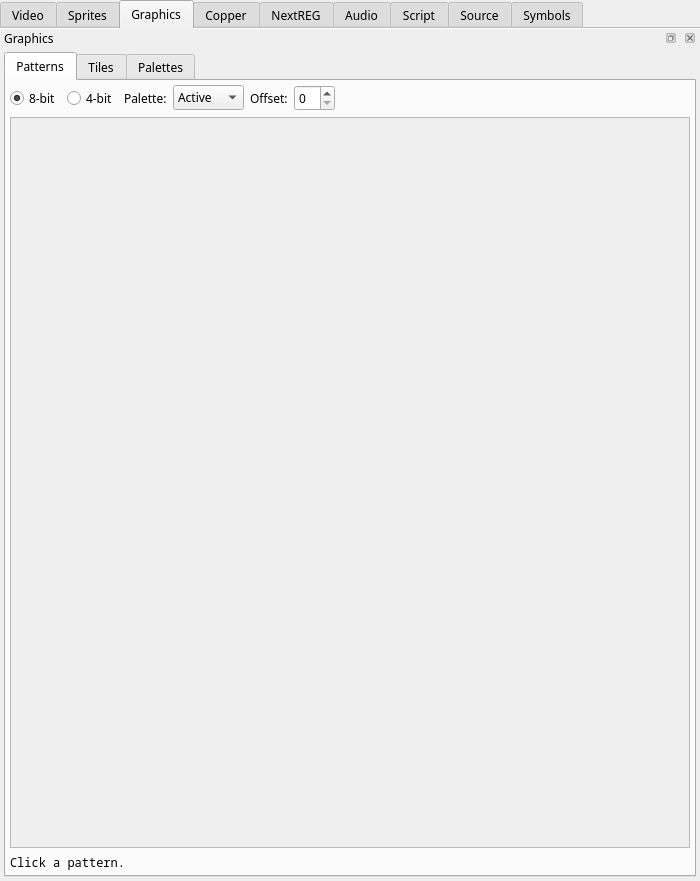 Video Sprites Graphics Copper NextREG Audio Script Source Symbols
Graphics
Patterns Tiles Palettes
8-bit 4-bit Palette: Active Offset: 0
Click a pattern.